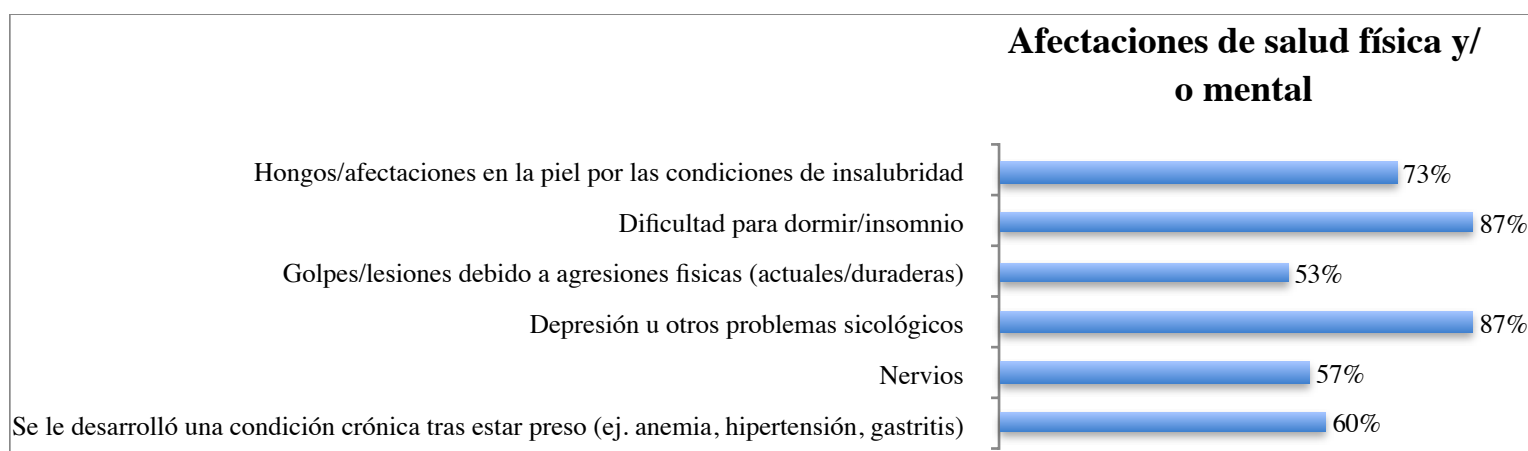 Afectaciones de salud física y/
o mental
Hongos/afectaciones en la piel por las condiciones de insalubridad
73%
Dificultad para dormir/insomnio
87%
Golpes/lesiones debido a agresiones fisicas (actuales/duraderas)
53%
Depresión u otros problemas sicológicos
87%
Nervios
57%
Se le desarrolló una condición crónica tras estar preso (ej. anemia, hipertensión, gastritis)
60%